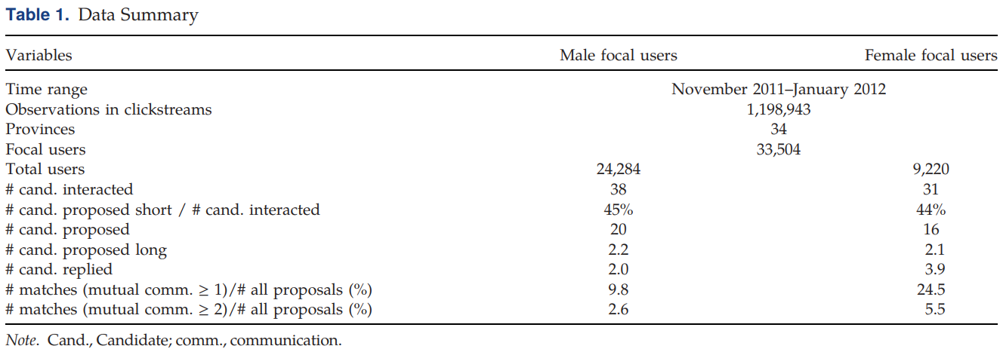 Table 1. Data Summary
Variables Male focal users Female focal users
Time range November 2011–January 2012
Observations in clickstreams 1,198,943
Provinces 34
Focal users 33,504
Total users 24,284 9,220
# cand. interacted 38 31
# cand. proposed short / # cand. interacted 45% 44%
# cand. proposed 20 16
# cand. proposed long 2.2 2.1
# cand. replied 2.0 3.9
# matches (mutual comm. ≥ 1)/# all proposals (%) 9.8 24.5
# matches (mutual comm. ≥ 2)/# all proposals (%) 2.6 5.5
Note. Cand., Candidate; comm., communication.